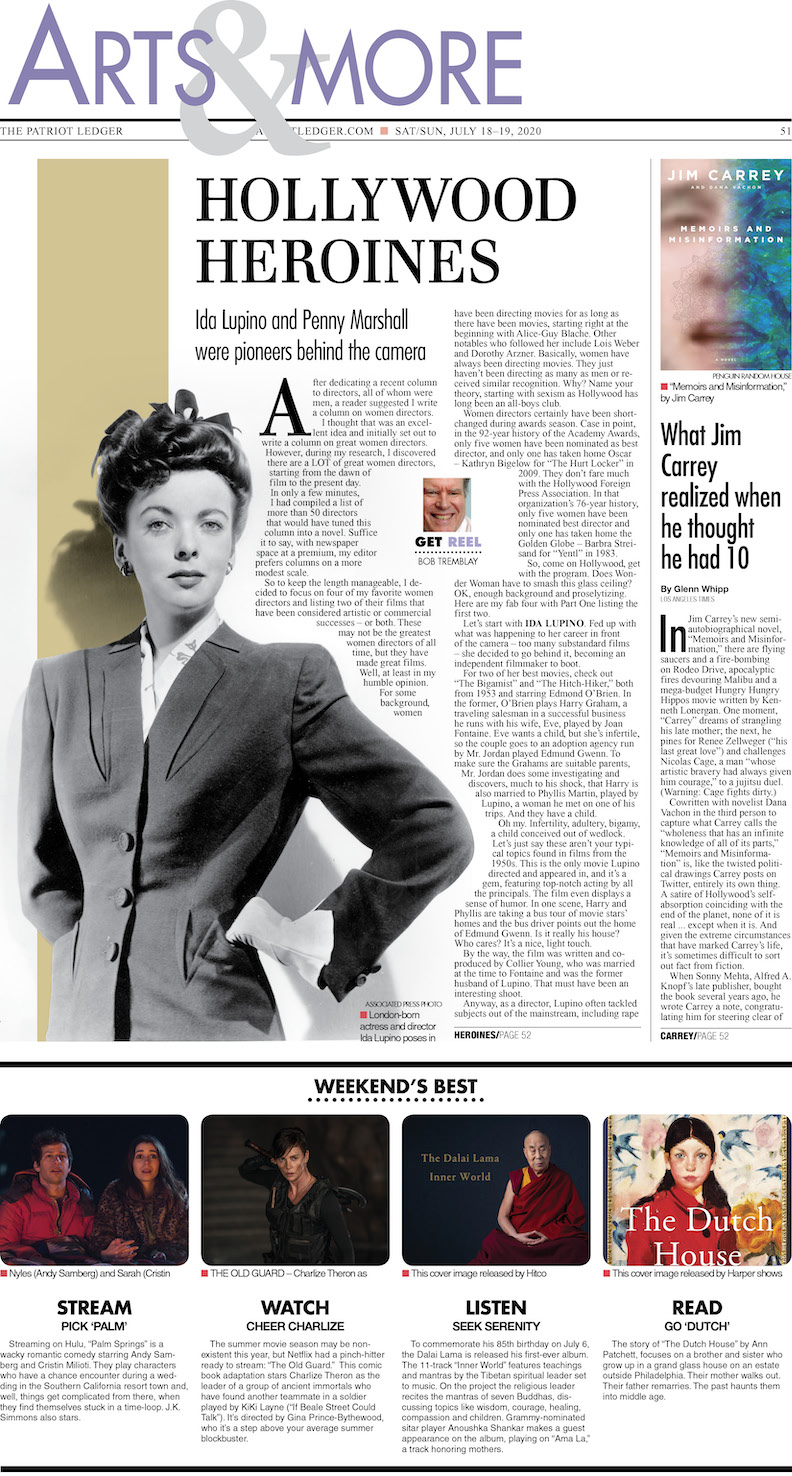 ARTS & MORE
THE PATRIOT LEDGER
TLEDGER.COM ■ SAT/SUN, JULY 18–19, 2020
51
HOLLYWOOD
HEROINES
Ida Lupino and Penny Marshall
were pioneers behind the camera
After dedicating a recent column
to directors, all of whom were
men, a reader suggested I write
a column on women directors.
I thought that was an excel-
lent idea and initially set out to
write a column on great women directors.
However, during my research, I discovered
there are a LOT of great women directors,
starting from the dawn of
film to the present day.
In only a few minutes,
I had compiled a list of
more than 50 directors
that would have tuned this
column into a novel. Suffice
it to say, with newspaper
space at a premium, my editor
prefers columns on a more
modest scale.
So to keep the length manageable, I de-
cided to focus on four of my favorite women
directors and listing two of their films that
have been considered artistic or commercial
successes – or both. These
may not be the greatest
women directors of all
time, but they have
made great films.
Well, at least in my
humble opinion.
For some
background,
women
have been directing movies for as long as
there have been movies, starting right at the
beginning with Alice-Guy Blache. Other
notables who followed her include Lois Weber
and Dorothy Arzner. Basically, women have
always been directing movies. They just
haven't been directing as many as men or re-
ceived similar recognition. Why? Name your
theory, starting with sexism as Hollywood has
long been an all-boys club.
Women directors certainly have been short-
changed during awards season. Case in point,
in the 92-year history of the Academy Awards,
only five women have been nominated as best
director, and only one has taken home Oscar
– Kathryn Bigelow for "The Hurt Locker" in
2009. They don't fare much
with the Hollywood Foreign
Press Association. In that
organization's 76-year history,
only five women have been
nominated best director and
only one has taken home the
Golden Globe – Barbra Strei-
sand for "Yentl" in 1983.
So, come on Hollywood, get
with the program. Does Won-
der Woman have to smash this glass ceiling?
OK, enough background and proselytizing.
Here are my fab four with Part One listing the
first two.
Let's start with IDA LUPINO. Fed up with
what was happening to her career in front
of the camera – too many substandard films
– she decided to go behind it, becoming an
independent filmmaker to boot.
For two of her best movies, check out
"The Bigamist" and "The Hitch-Hiker," both
from 1953 and starring Edmond O'Brien. In
the former, O'Brien plays Harry Graham, a
traveling salesman in a successful business
he runs with his wife, Eve, played by Joan
Fontaine. Eve wants a child, but she's infertile,
so the couple goes to an adoption agency run
by Mr. Jordan played Edmund Gwenn. To
make sure the Grahams are suitable parents,
Mr. Jordan does some investigating and
discovers, much to his shock, that Harry is
also married to Phyllis Martin, played by
Lupino, a woman he met on one of his
trips. And they have a child.
Oh my. Infertility, adultery, bigamy,
a child conceived out of wedlock.
Let's just say these aren't your typi-
cal topics found in films from the
1950s. This is the only movie Lupino
directed and appeared in, and it's a
gem, featuring top-notch acting by all
the principals. The film even displays a
sense of humor. In one scene, Harry and
Phyllis are taking a bus tour of movie stars'
homes and the bus driver points out the home
of Edmund Gwenn. Is it really his house?
Who cares? It's a nice, light touch.
By the way, the film was written and co-
produced by Collier Young, who was married
at the time to Fontaine and was the former
husband of Lupino. That must have been an
interesting shoot.
Anyway, as a director, Lupino often tackled
subjects out of the mainstream, including rape
HEROINES/PAGE 52
GET REEL
BOB TREMBLAY
ASSOCIATED PRESS PHOTO
■ London-born
actress and director
Ida Lupino poses in
JIM CARREY
AND DANA VACHON
MEMOIRS AND
MISINFORMATION
A NOVEL
PENGUIN RANDOM HOUSE
■ "Memoirs and Misinformation,"
by Jim Carrey
What Jim
Carrey
realized when
he thought
he had 10
By Glenn Whipp
LOS ANGELES TIMES
In Jim Carrey's new semi-
autobiographical novel,
"Memoirs and Misinfor-
mation," there are flying
saucers and a fire-bombing
on Rodeo Drive, apocalyptic
fires devouring Malibu and a
mega-budget Hungry Hungry
Hippos movie written by Ken-
neth Lonergan. One moment,
"Carrey" dreams of strangling
his late mother; the next, he
pines for Renee Zellweger ("his
last great love") and challenges
Nicolas Cage, a man "whose
artistic bravery had always given
him courage," to a jujitsu duel.
(Warning: Cage fights dirty.)
Cowritten with novelist Dana
Vachon in the third person to
capture what Carrey calls the
"wholeness that has an infinite
knowledge of all of its parts,"
"Memoirs and Misinforma-
tion" is, like the twisted politi-
cal drawings Carrey posts on
Twitter, entirely its own thing.
A satire of Hollywood's self-
absorption coinciding with the
end of the planet, none of it is
real ... except when it is. And
given the extreme circumstances
that have marked Carrey's life,
it's sometimes difficult to sort
out fact from fiction.
When Sonny Mehta, Alfred A.
Knopf's late publisher, bought
the book several years ago, he
wrote Carrey a note, congratu-
lating him for steering clear of
CARREY/PAGE 52
WEEKEND'S BEST
■ Nyles (Andy Samberg) and Sarah (Cristin
STREAM
PICK 'PALM'
Streaming on Hulu, "Palm Springs" is a
wacky romantic comedy starring Andy Sam-
berg and Cristin Milioti. They play characters
who have a chance encounter during a wed-
ding in the Southern California resort town and,
well, things get complicated from there, when
they find themselves stuck in a time-loop. J.K.
Simmons also stars.
■ THE OLD GUARD – Charlize Theron as
WATCH
CHEER CHARLIZE
The summer movie season may be non-
existent this year, but Netflix had a pinch-hitter
ready to stream: "The Old Guard." This comic
book adaptation stars Charlize Theron as the
leader of a group of ancient immortals who
have found another teammate in a soldier
played by KiKi Layne ("If Beale Street Could
Talk"). It's directed by Gina Prince-Bythewood,
who it's a step above your average summer
blockbuster.
The Dalai Lama
Inner World
■ This cover image released by Hitco
LISTEN
SEEK SERENITY
To commemorate his 85th birthday on July 6,
the Dalai Lama is released his first-ever album.
The 11-track "Inner World" features teachings
and mantras by the Tibetan spiritual leader set
to music. On the project the religious leader
recites the mantras of seven Buddhas, dis-
cussing topics like wisdom, courage, healing,
compassion and children. Grammy-nominated
sitar player Anoushka Shankar makes a guest
appearance on the album, playing on "Ama La,"
a track honoring mothers.
The Dutch
House
■ This cover image released by Harper shows
READ
GO 'DUTCH'
The story of "The Dutch House" by Ann
Patchett, focuses on a brother and sister who
grow up in a grand glass house on an estate
outside Philadelphia. Their mother walks out.
Their father remarries. The past haunts them
into middle age.